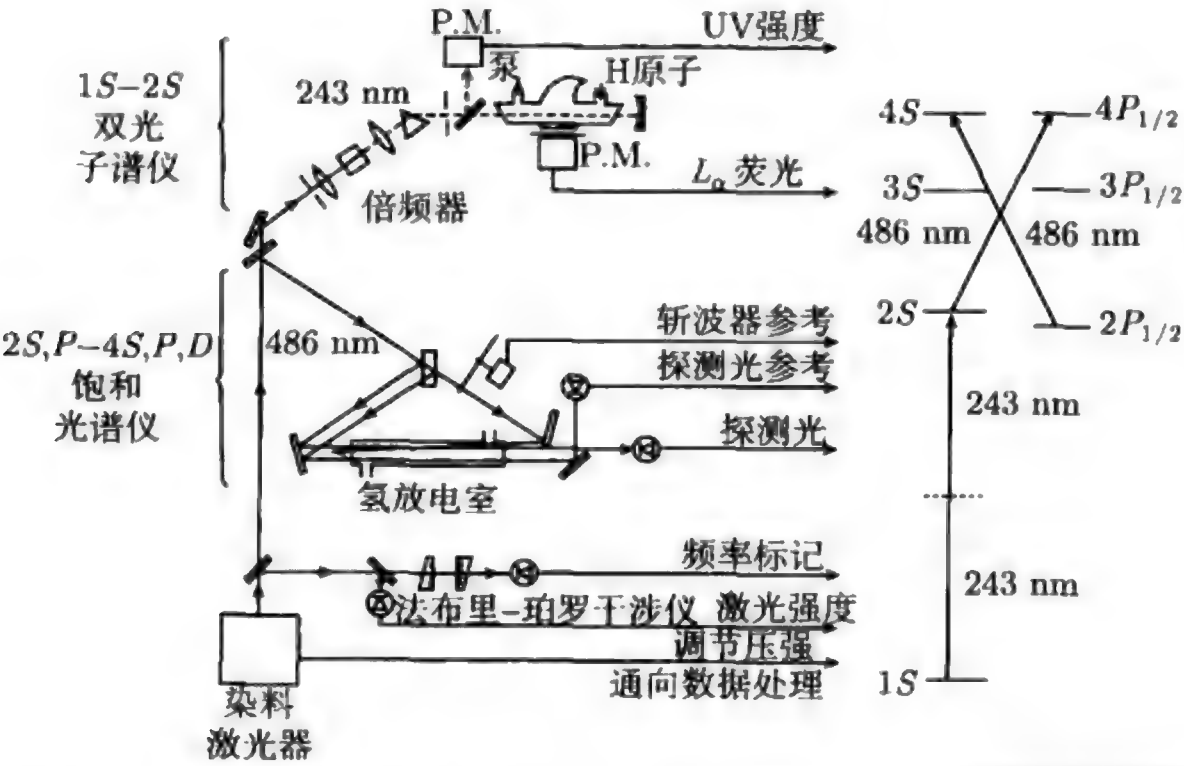 P.M.
UV强度
泵
H原子
1S-2S
双光
子谱仪
243 nm
P.M.
Lα荧光
倍频器
2S,P-4S,P,D
饱和
光谱仪
486 nm
斩波器参考
探测光参考
探测光
氢放电室
频率标记
法布里-珀罗干涉仪 激光强度
调节压强
通向数据处理
染料
激光器
4S
4P1/2
3S
3P1/2
486 nm
486 nm
2S
2P1/2
243 nm
243 nm
1S